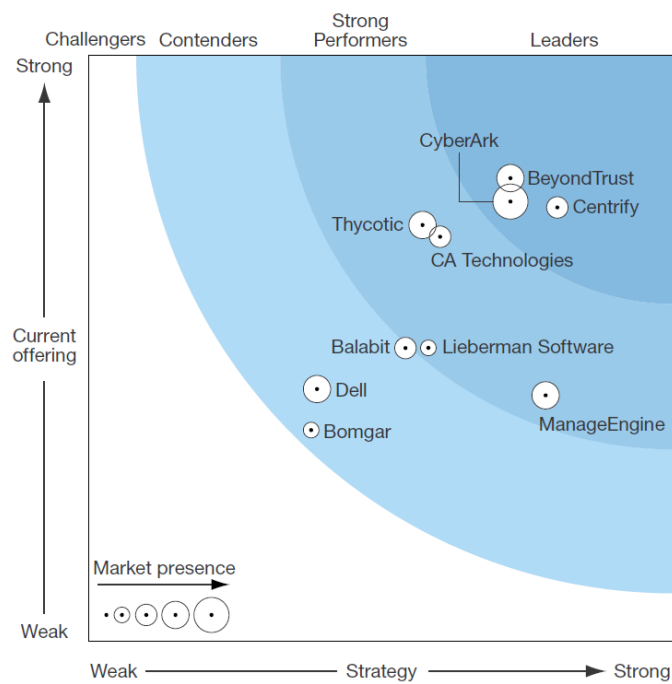 Strong
Challengers Contenders Performers Leaders
Strong
CyberArk
BeyondTrust
Centrify
Thycotic
CA Technologies
Current
offering
Balabit
Lieberman Software
Dell
ManageEngine
Bomgar
Market presence
Weak
Weak Strategy Strong